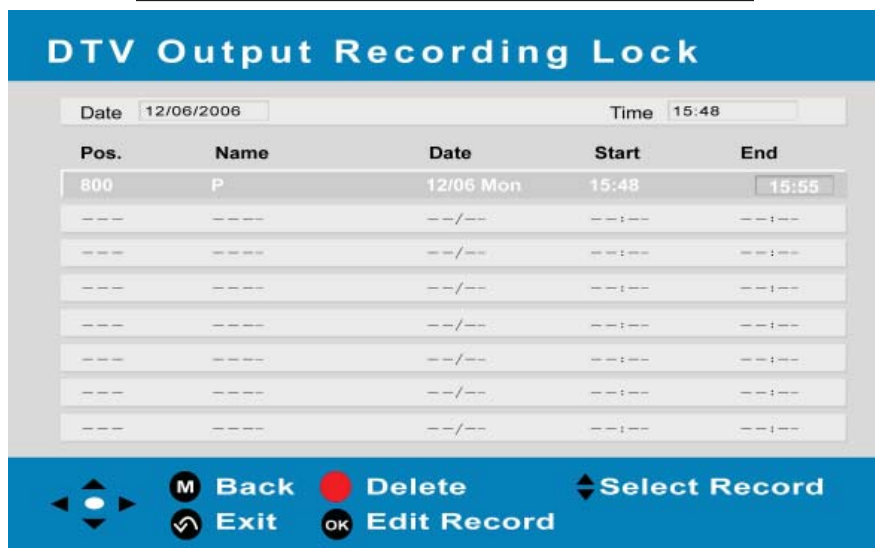 DTV Output Recording Lock
Date 12/06/2006 Time 15:48
Pos. Name Date Start End
800 P 12/06 Mon 15:48 15:55
--- ---- --/-- --:-- --:--
--- ---- --/-- --:-- --:--
--- ---- --/-- --:-- --:--
--- ---- --/-- --:-- --:--
--- ---- --/-- --:-- --:--
--- ---- --/-- --:-- --:--
--- ---- --/-- --:-- --:--
M Back Delete Select Record
Exit OK Edit Record